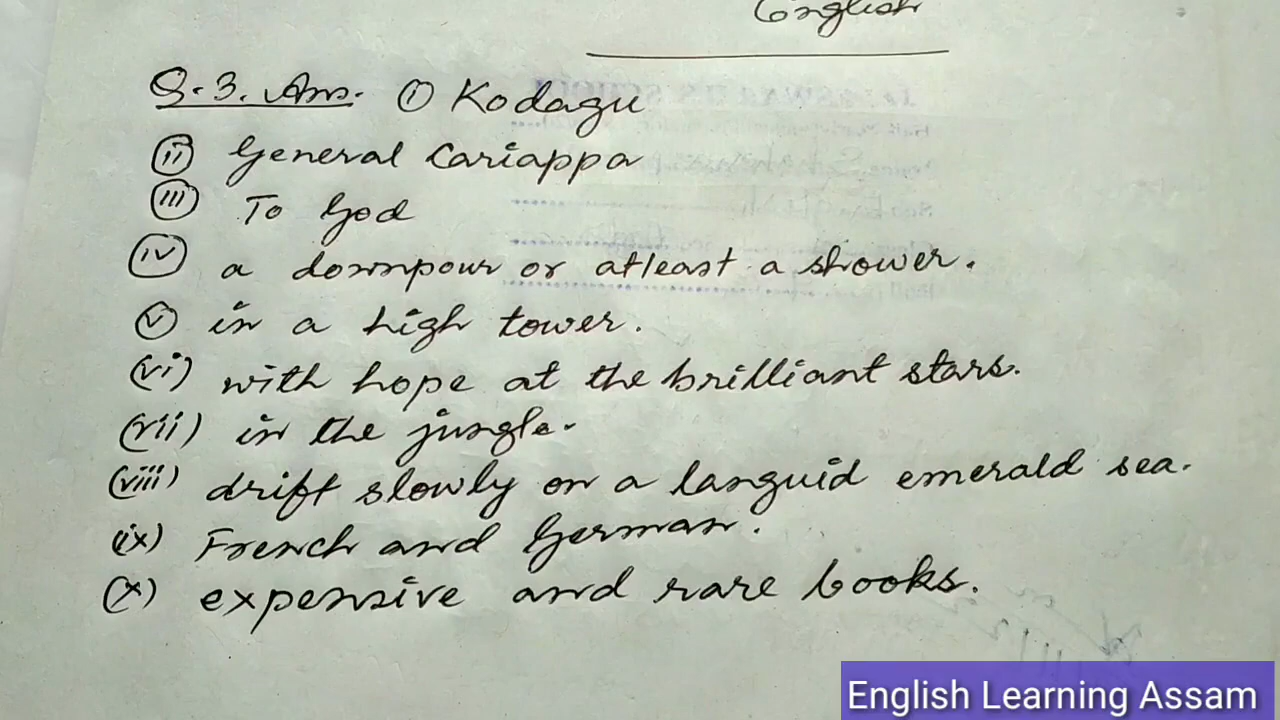 English
Q.3. Ans. (i) Kodagu
(ii) General Cariappa
(iii) To God
(iv) a downpour or atleast a shower.
(v) in a high tower.
(vi) with hope at the brilliant stars.
(vii) in the jungle.
(viii) drift slowly on a languid emerald sea.
(ix) French and German.
(x) expensive and rare books.
English Learning Assam